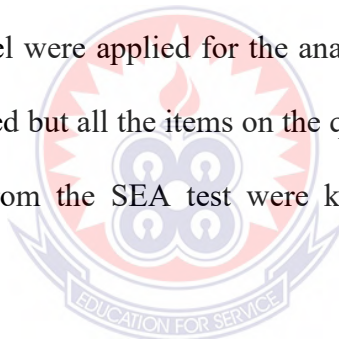 el were applied for the ana
ed but all the items on the q
om the SEA test were k
EDUCATION FOR SERVICE